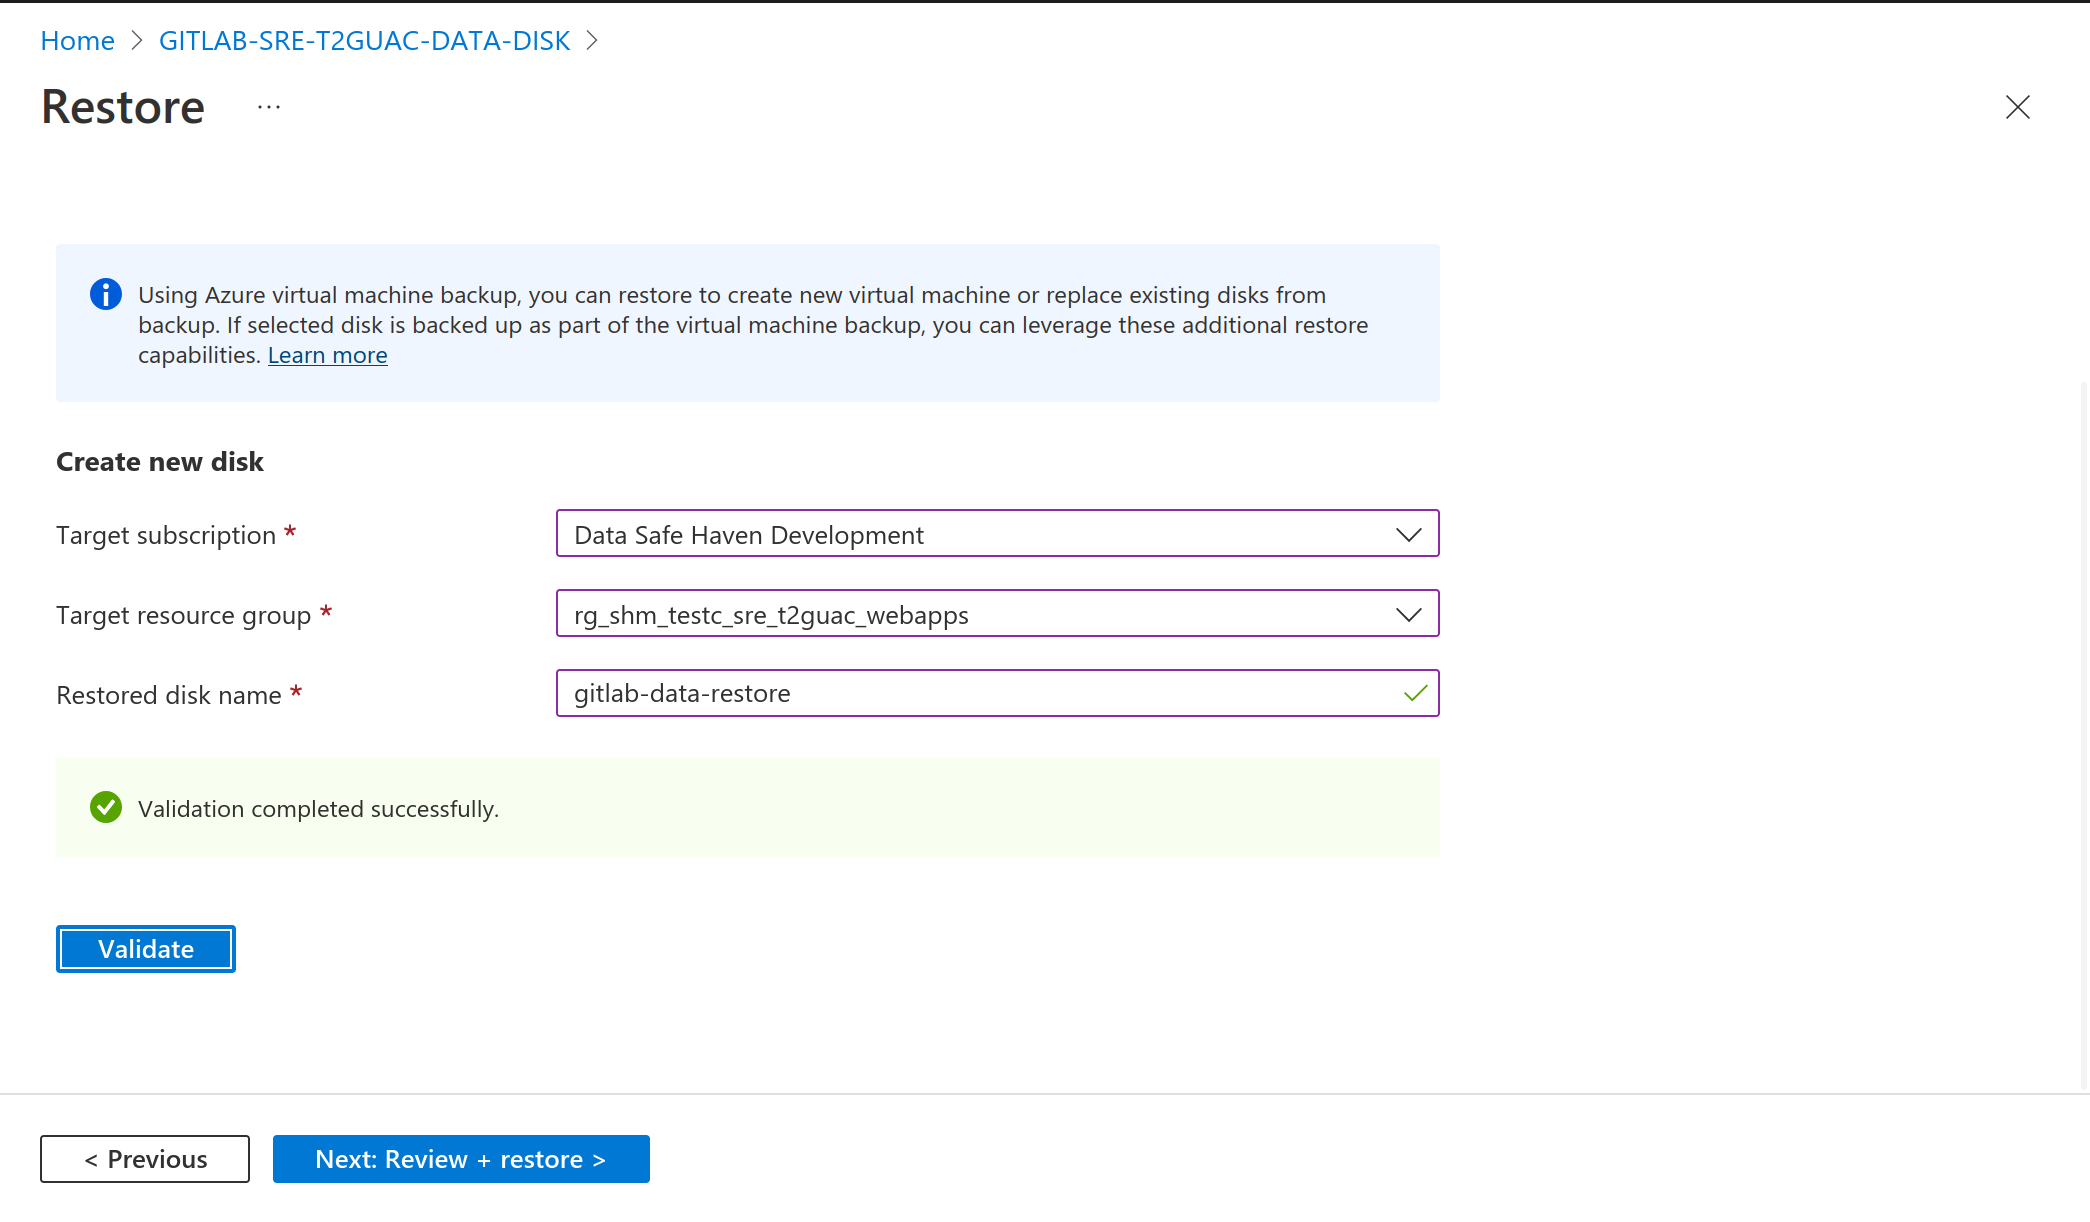 Home > GITLAB-SRE-T2GUAC-DATA-DISK >
Restore ...
Using Azure virtual machine backup, you can restore to create new virtual machine or replace existing disks from
backup. If selected disk is backed up as part of the virtual machine backup, you can leverage these additional restore
capabilities. Learn more
Create new disk
Target subscription *
Data Safe Haven Development
Target resource group *
rg_shm_testc_sre_t2guac_webapps
Restored disk name *
gitlab-data-restore
Validation completed successfully.
Validate
< Previous
Next: Review + restore >